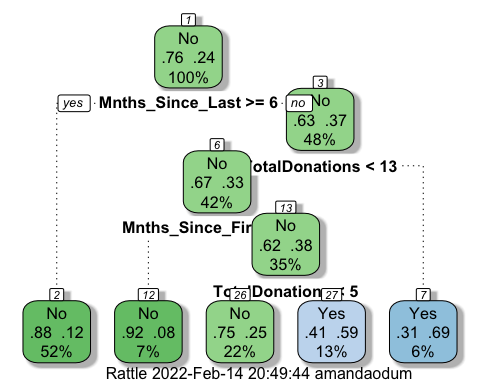 1
No
.76 .24
100%
yes
Mnths_Since_Last >= 6
no
3
No
.63 .37
48%
6
No
.67 .33
42%
otalDonations < 13
Mnths_Since_Fir
13
No
.62 .38
35%
5
2
No
.88 .12
52%
12
No
.92 .08
7%
26
No
.75 .25
22%
27
Yes
.41 .59
13%
7
Yes
.31 .69
6%
Rattle 2022-Feb-14 20:49:44 amandaodum